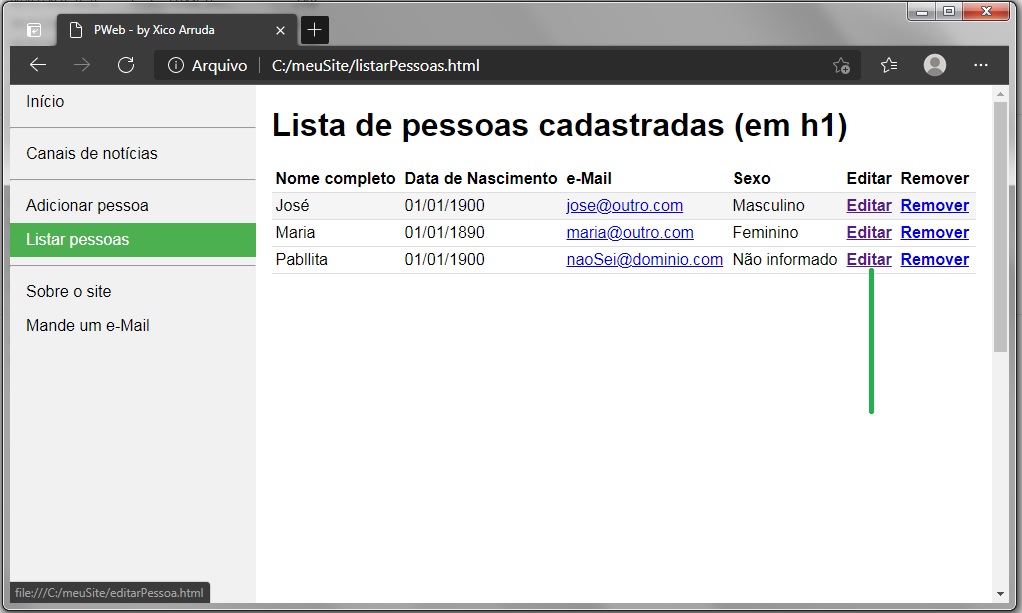 PWeb - by Xico Arruda
Arquivo C:/meuSite/listarPessoas.html
Início
Canais de notícias
Adicionar pessoa
Listar pessoas
Sobre o site
Mande um e-Mail
Lista de pessoas cadastradas (em h1)
Nome completo Data de Nascimento e-Mail Sexo Editar Remover
José 01/01/1900 jose@outro.com Masculino Editar Remover
Maria 01/01/1890 maria@outro.com Feminino Editar Remover
Pabllita 01/01/1900 naoSei@dominio.com Não informado Editar Remover
file:///C:/meuSite/editarPessoa.html